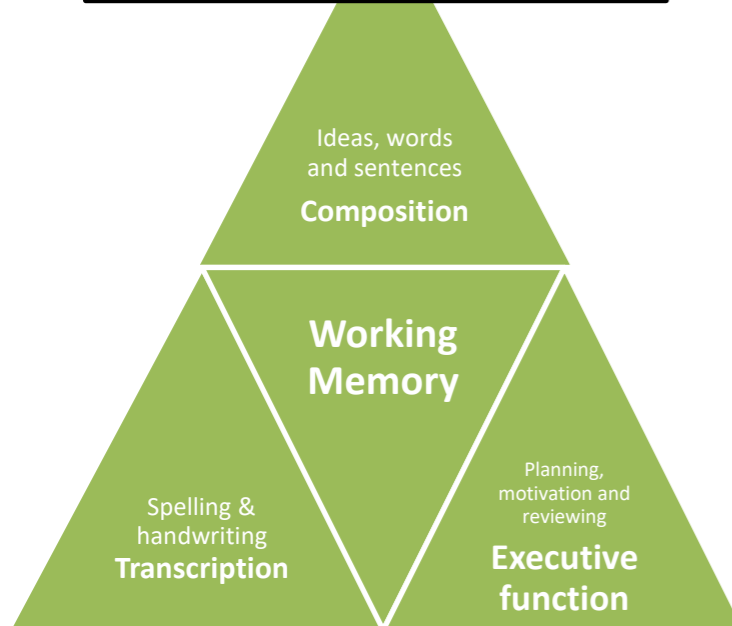 Ideas, words
and sentences
Composition
Working
Memory
Spelling &
handwriting
Transcription
Planning,
motivation and
reviewing
Executive
function